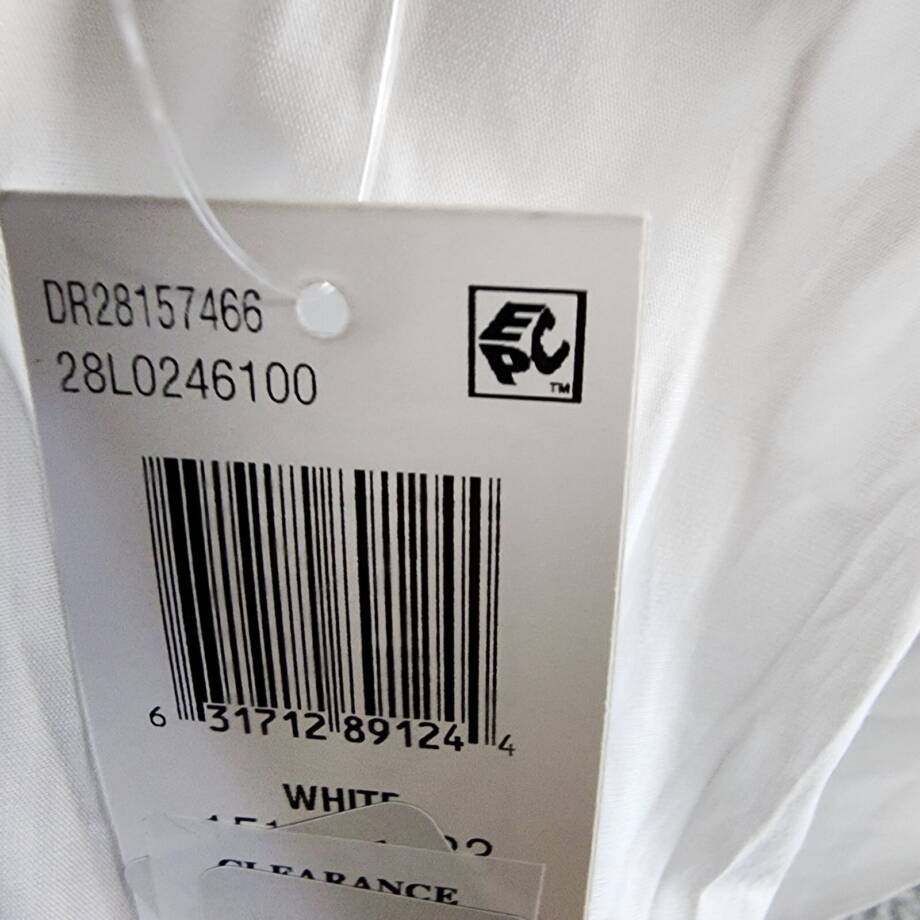 DR28157466
28L0246100
EPC
TM
6 31712 89124 4
WHITE
CLEARANCE